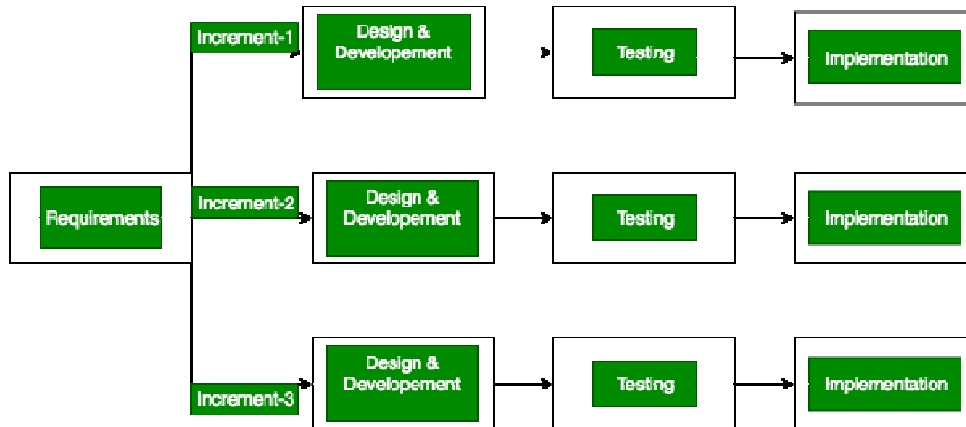 Increment-1
Design &
Developement
Testing
Implementation
Requirements
Increment-2
Design &
Developement
Testing
Implementation
Increment-3
Design &
Developement
Testing
Implementation